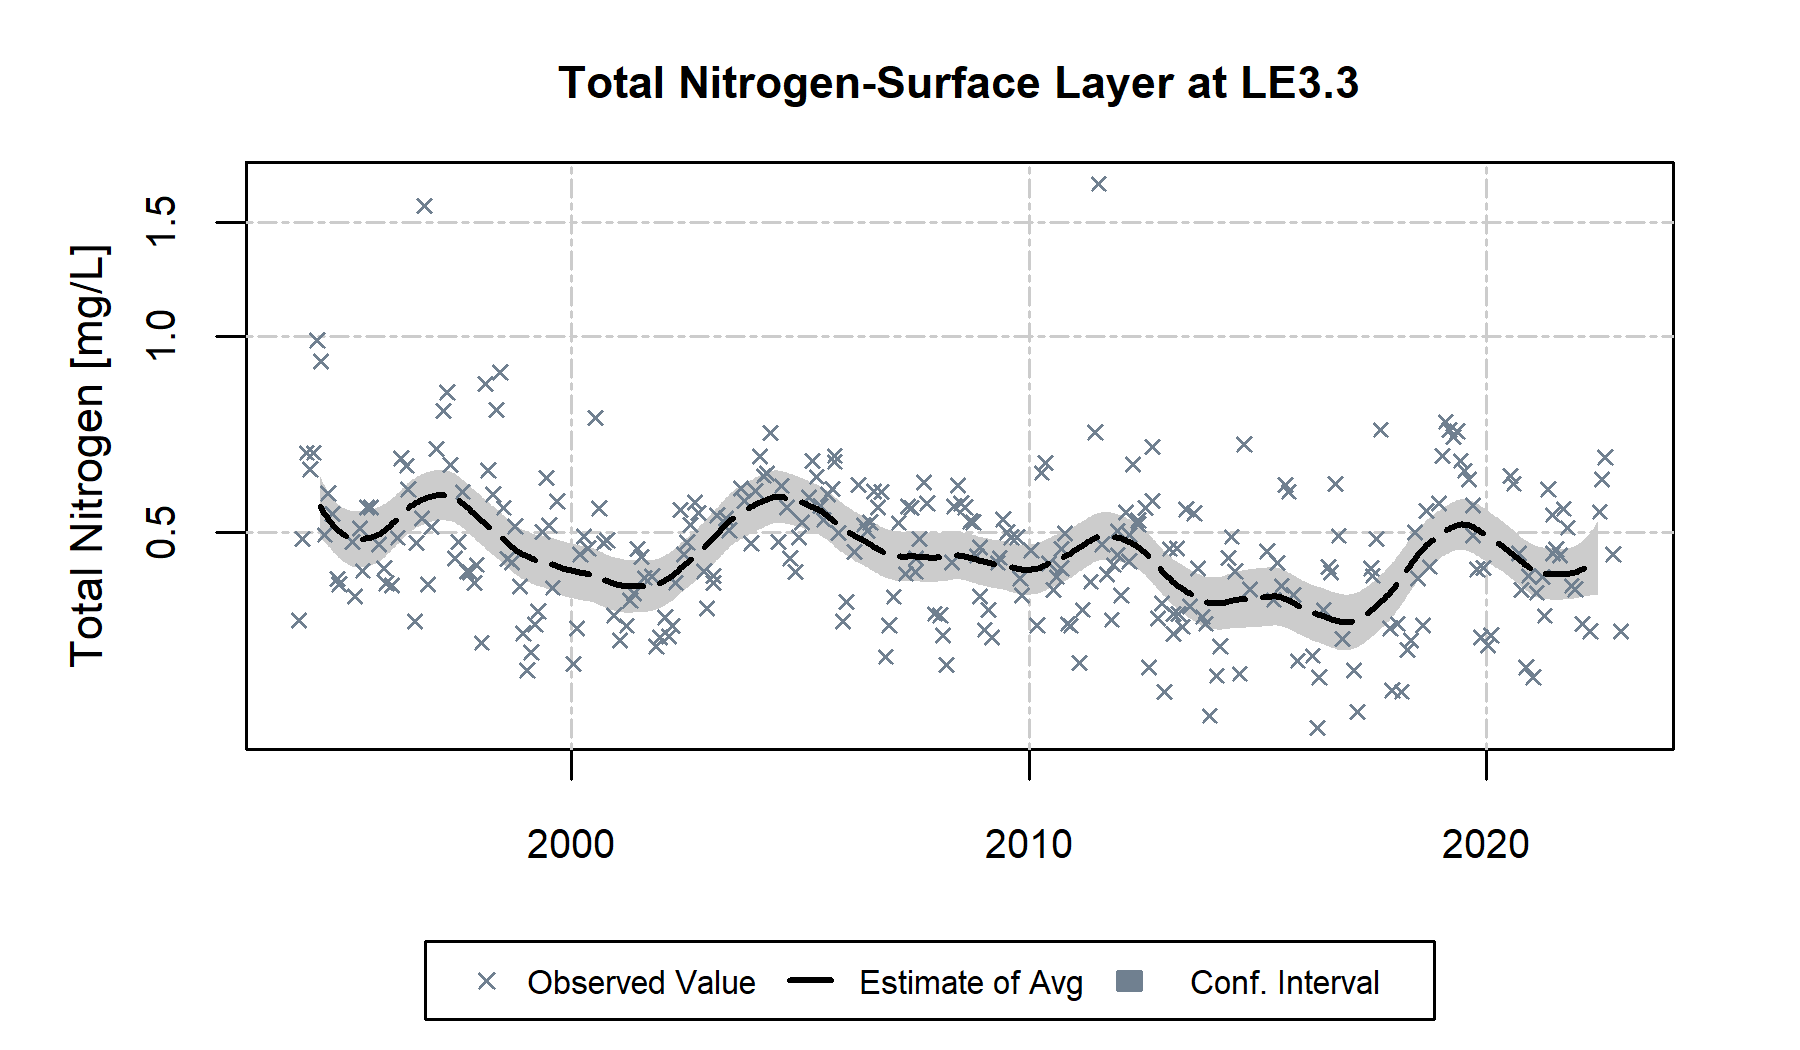 Total Nitrogen-Surface Layer at LE3.3
Total Nitrogen [mg/L]
1.5
1.0
0.5
2000
2010
2020
Observed Value
Estimate of Avg
Conf. Interval